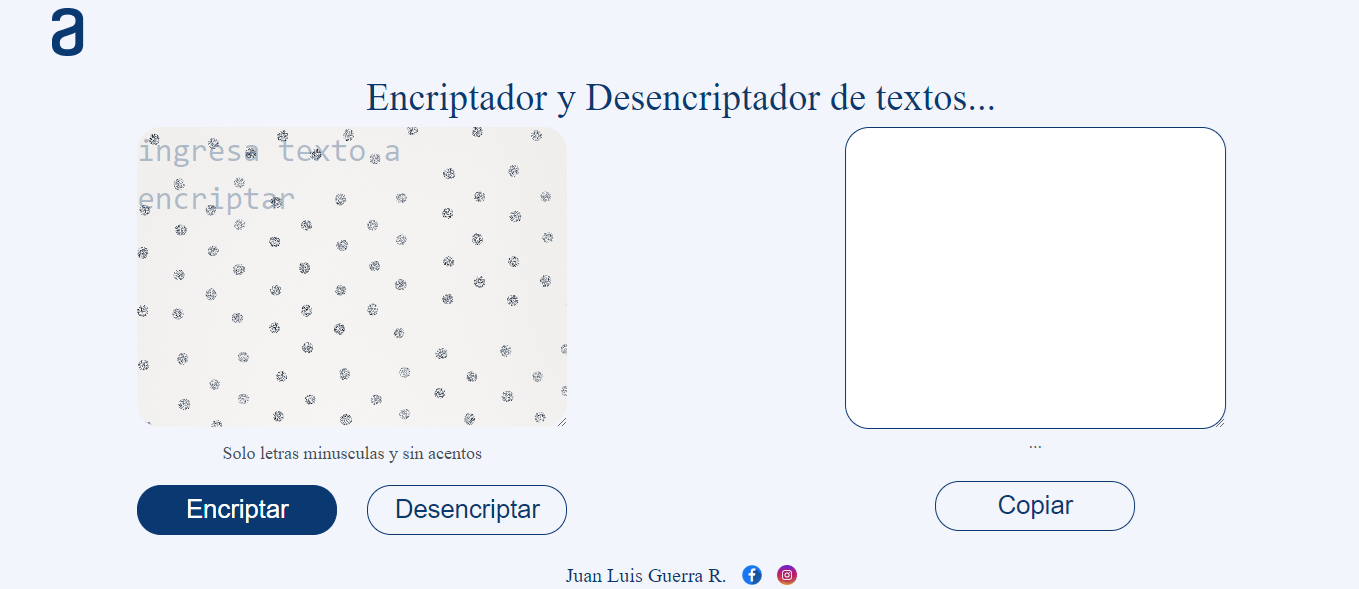 a
Encriptador y Desencriptador de textos...
ingresa texto a
encriptar
Solo letras minusculas y sin acentos
...
Encriptar
Desencriptar
Copiar
Juan Luis Guerra R.